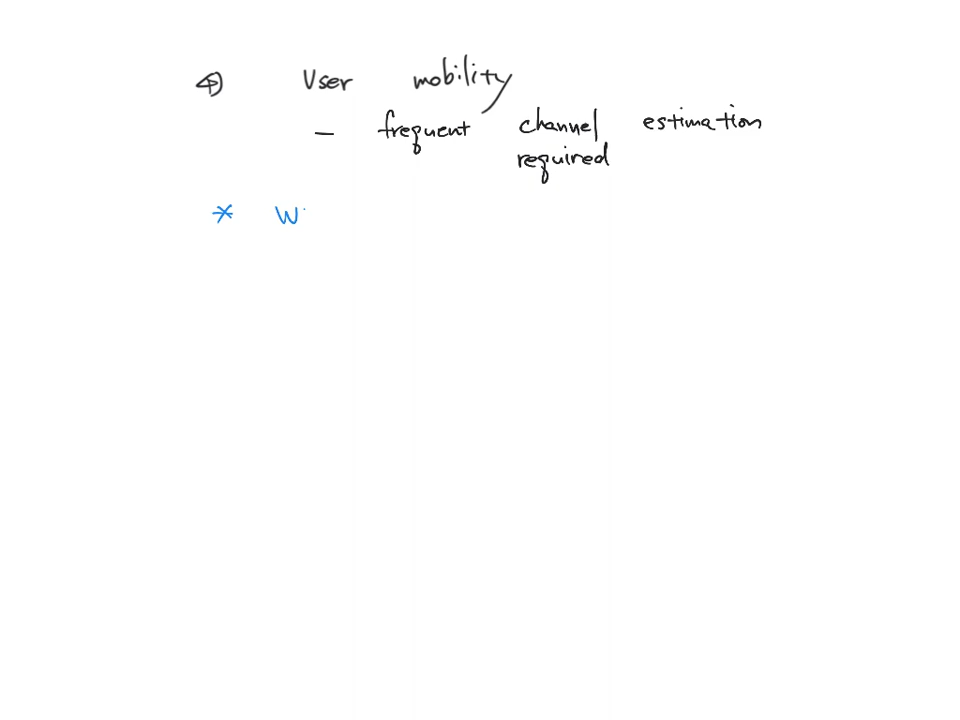 ④ User mobility
– frequent channel estimation
required
* W